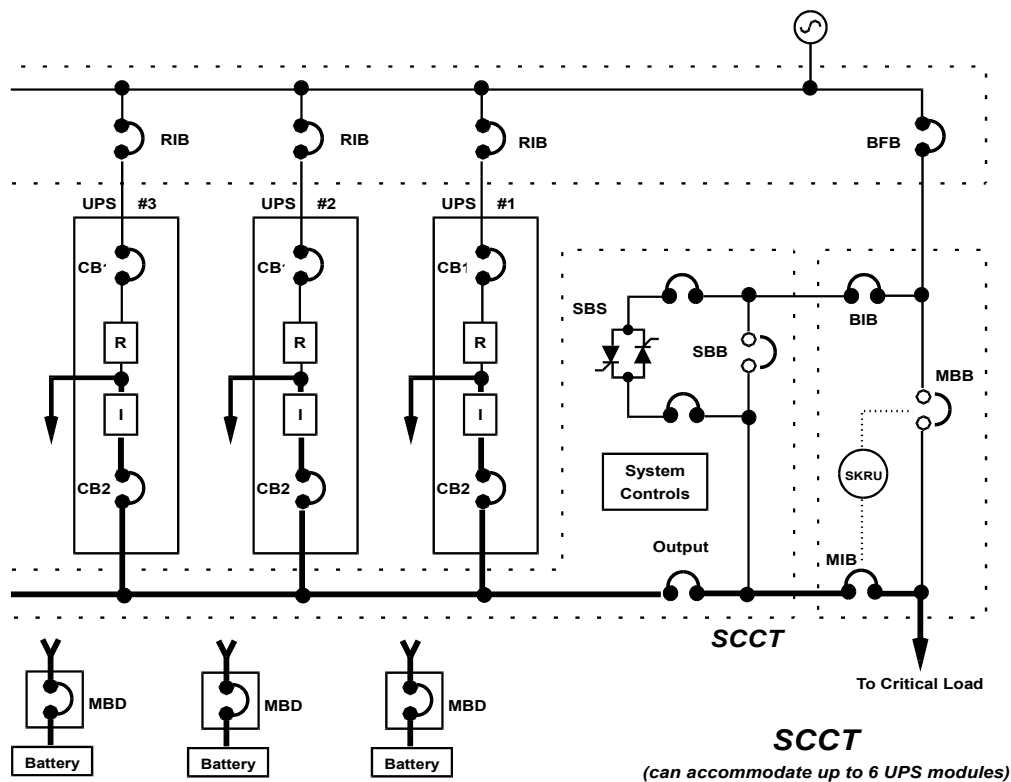 RIB RIB RIB BFB
UPS #3 UPS #2 UPS #1
CB1 CB1 CB1
SBS
BIB
R R R
SBB
MBB
I I I
System
Controls
SKRU
CB2 CB2 CB2
Output
MIB
SCCT
To Critical Load
MBD MBD MBD
Battery Battery Battery
SCCT
(can accommodate up to 6 UPS modules)